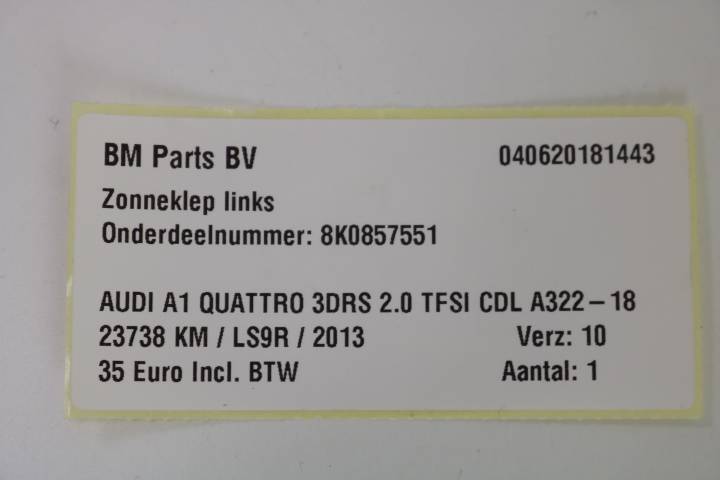 BM Parts BV 040620181443
Zonneklep links
Onderdeelnummer: 8K0857551
AUDI A1 QUATTRO 3DRS 2.0 TFSI CDL A322-18
23738 KM / LS9R / 2013 Verz: 10
35 Euro Incl. BTW Aantal: 1